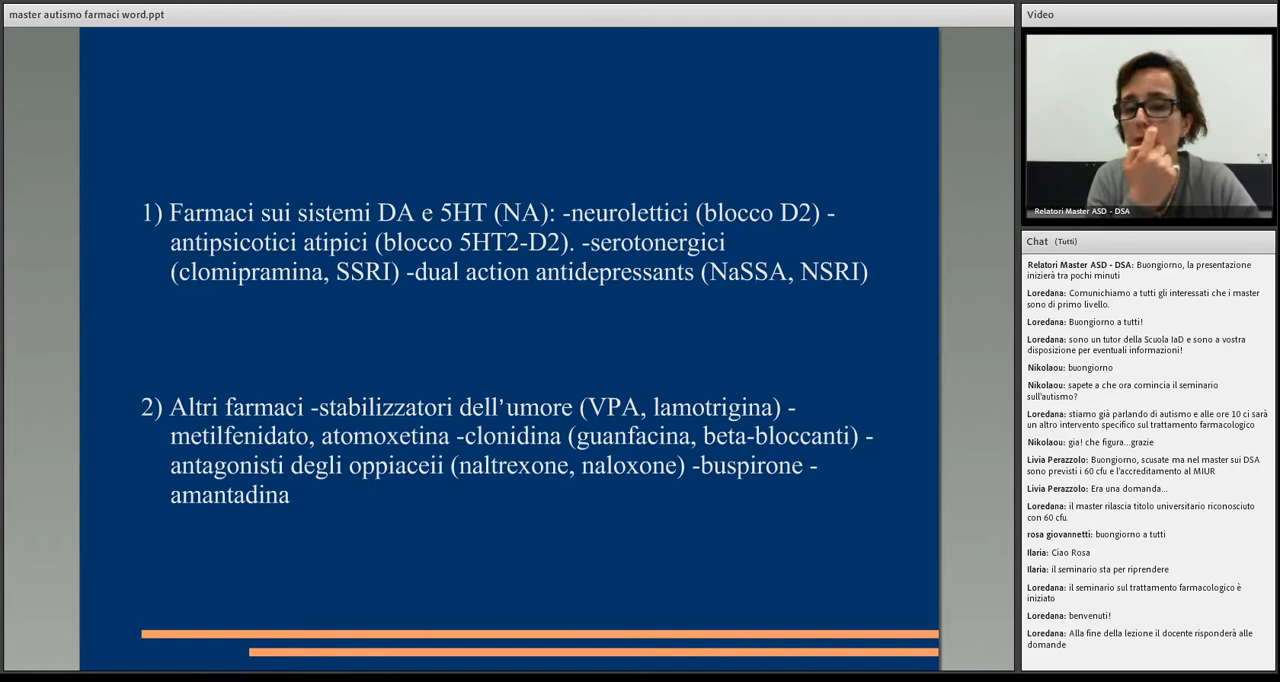 master autismo farmaci word.ppt
1) Farmaci sui sistemi DA e 5HT (NA): -neurolettici (blocco D2) -
antipsicotici atipici (blocco 5HT2-D2). -serotonergici
(clomipramina, SSRI) -dual action antidepressants (NaSSA, NSRI)
2) Altri farmaci -stabilizzatori dell’umore (VPA, lamotrigina) -
metilfenidato, atomoxetina -clonidina (guanfacina, beta-bloccanti) -
antagonisti degli oppiaceii (naltrexone, naloxone) -buspirone -
amantadina
Video
Relatori Master ASD - DSA
Chat (Tutti)
Relatori Master ASD - DSA: Buongiorno, la presentazione
inizierà tra pochi minuti
Loredana: Comunichiamo a tutti gli interessati che i master
sono di primo livello.
Loredana: Buongiorno a tutti!
Loredana: sono un tutor della Scuola IaD e sono a vostra
disposizione per eventuali informazioni!
Nikolaou: buongiorno
Nikolaou: sapete a che ora comincia il seminario
sull'autismo?
Loredana: stiamo già parlando di autismo e alle ore 10 ci sarà
un altro intervento specifico sul trattamento farmacologico
Nikolaou: gia! che figura...grazie
Livia Perazzolo: Buongiorno, scusate ma nel master sui DSA
sono previsti i 60 cfu e l'accreditamento al MIUR
Livia Perazzolo: Era una domanda...
Loredana: il master rilascia titolo universitario riconosciuto
con 60 cfu.
rosa giovannetti: buongiorno a tutti
Ilaria: Ciao Rosa
Ilaria: il seminario sta per riprendere
Loredana: il seminario sul trattamento farmacologico è
iniziato
Loredana: benvenuti!
Loredana: Alla fine della lezione il docente risponderà alle
domande